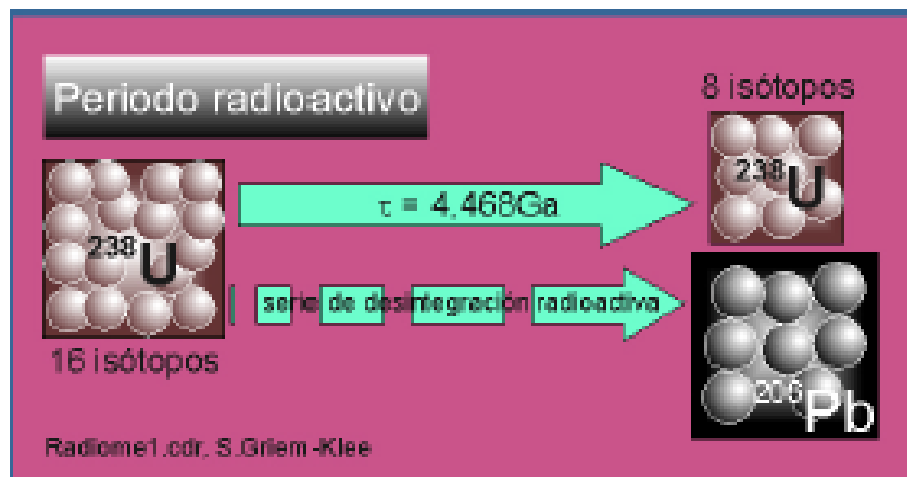 Periodo radioactivo
8 isótopos
238U
238U
τ = 4.468Ga
serie de desintegración radioactiva
16 isótopos
206Pb
Radiome1.cdr, S.Griem-Klee